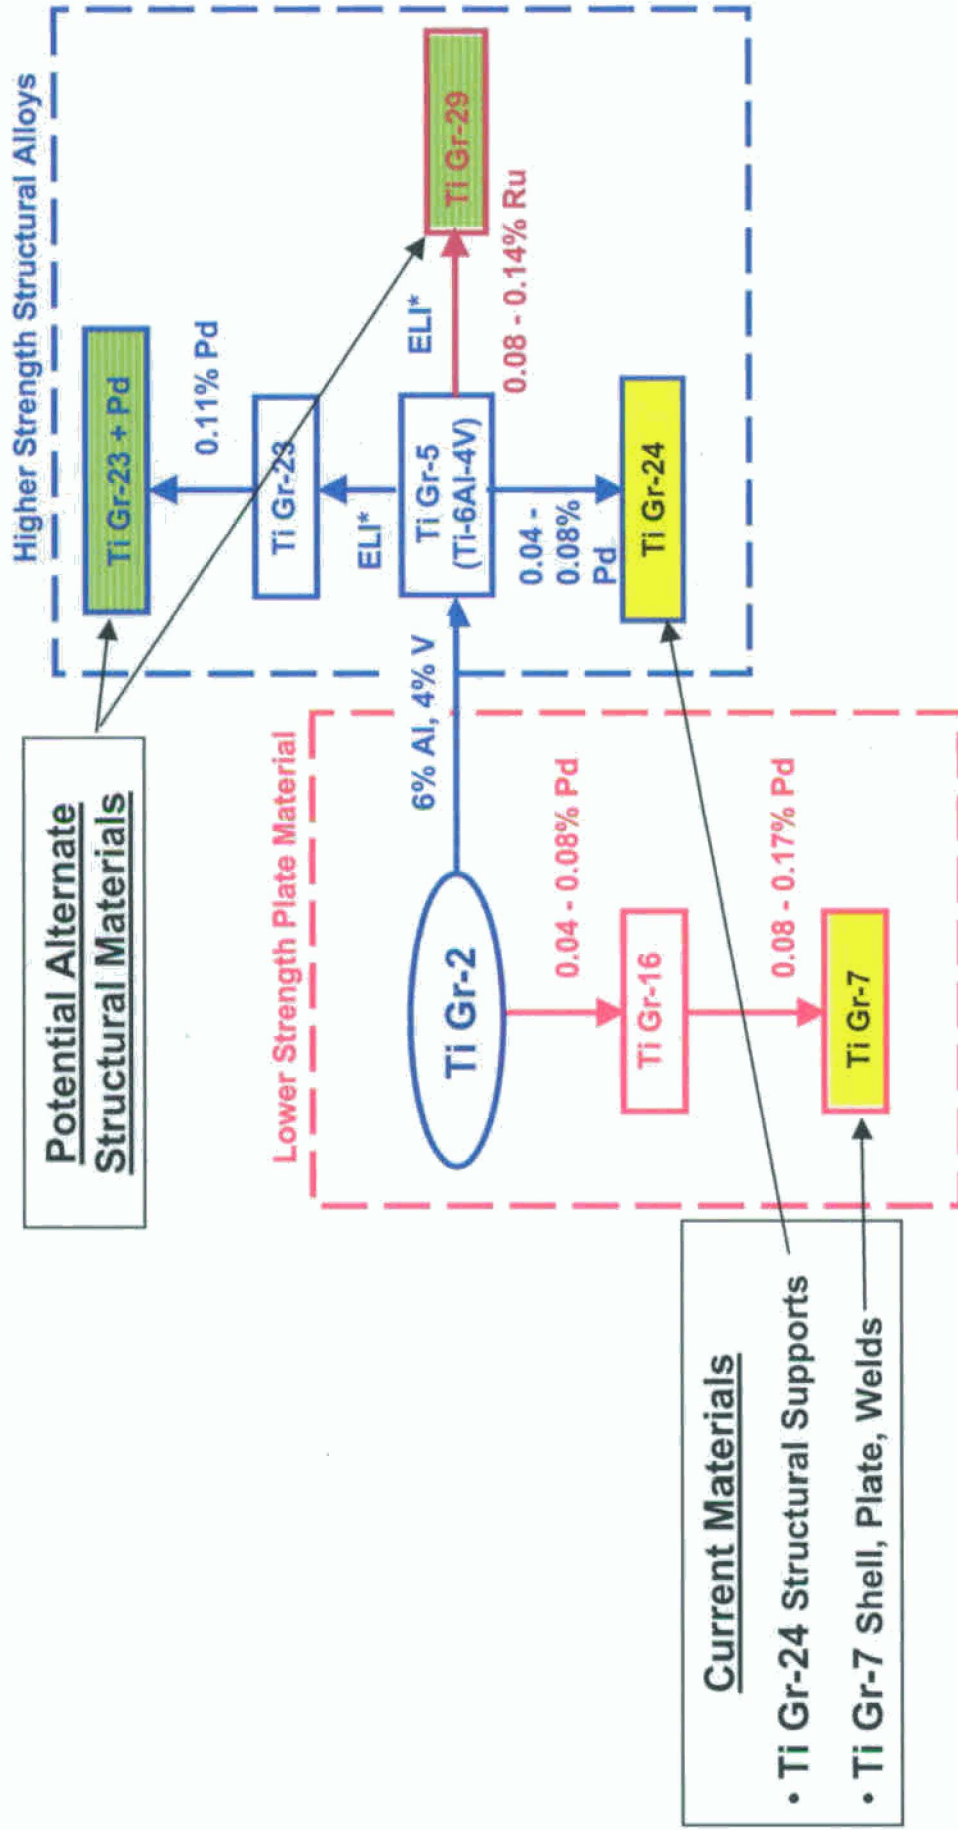 Potential Alternate
Structural Materials
Higher Strength Structural Alloys
Ti Gr-23 + Pd
0.11% Pd
Ti Gr-23
ELI*
ELI*
Ti Gr-5
(Ti-6Al-4V)
Ti Gr-29
0.08 - 0.14% Ru
0.04 -
0.08%
Pd
Ti Gr-24
Lower Strength Plate Material
6% Al, 4% V
Ti Gr-2
0.04 - 0.08% Pd
Ti Gr-16
0.08 - 0.17% Pd
Ti Gr-7
Current Materials
• Ti Gr-24 Structural Supports
• Ti Gr-7 Shell, Plate, Welds